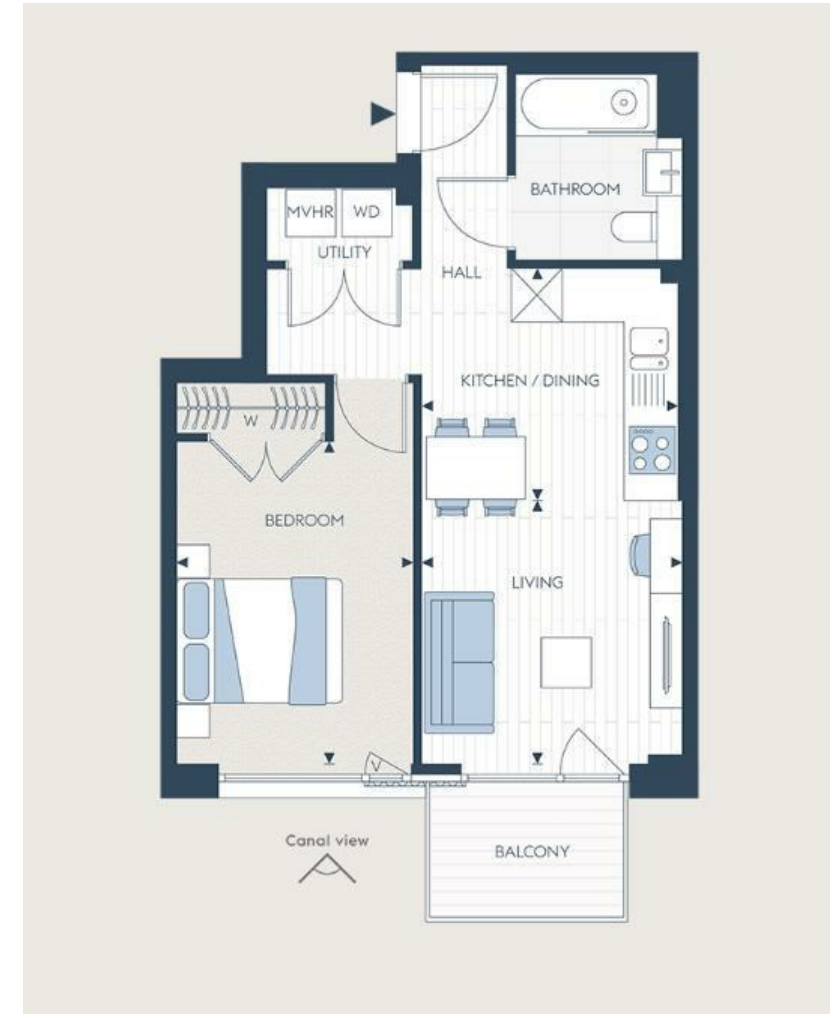 BATHROOM
MVHR WD
UTILITY
HALL
KITCHEN / DINING
W
BEDROOM
LIVING
V
Canal view
BALCONY